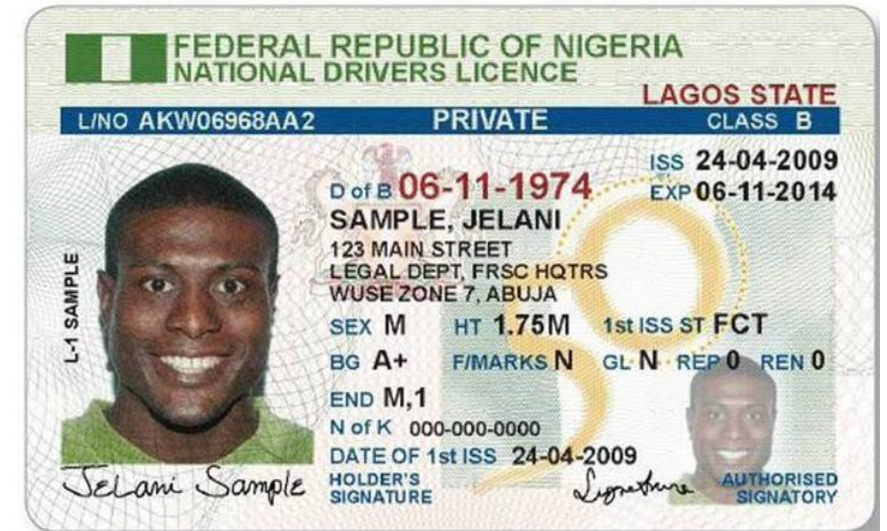 FEDERAL REPUBLIC OF NIGERIA
NATIONAL DRIVERS LICENCE
LAGOS STATE
L/NO AKW06968AA2 PRIVATE CLASS B
ISS 24-04-2009
D of B 06-11-1974 EXP 06-11-2014
SAMPLE, JELANI
123 MAIN STREET
LEGAL DEPT, FRSC HQTRS
WUSE ZONE 7, ABUJA
L-1 SAMPLE
SEX M HT 1.75M 1st ISS ST FCT
BG A+ F/MARKS N GL N REP 0 REN 0
END M,1
N of K 000-000-0000
DATE OF 1st ISS 24-04-2009
Jelani Sample
HOLDER'S SIGNATURE
Signature
AUTHORISED SIGNATORY